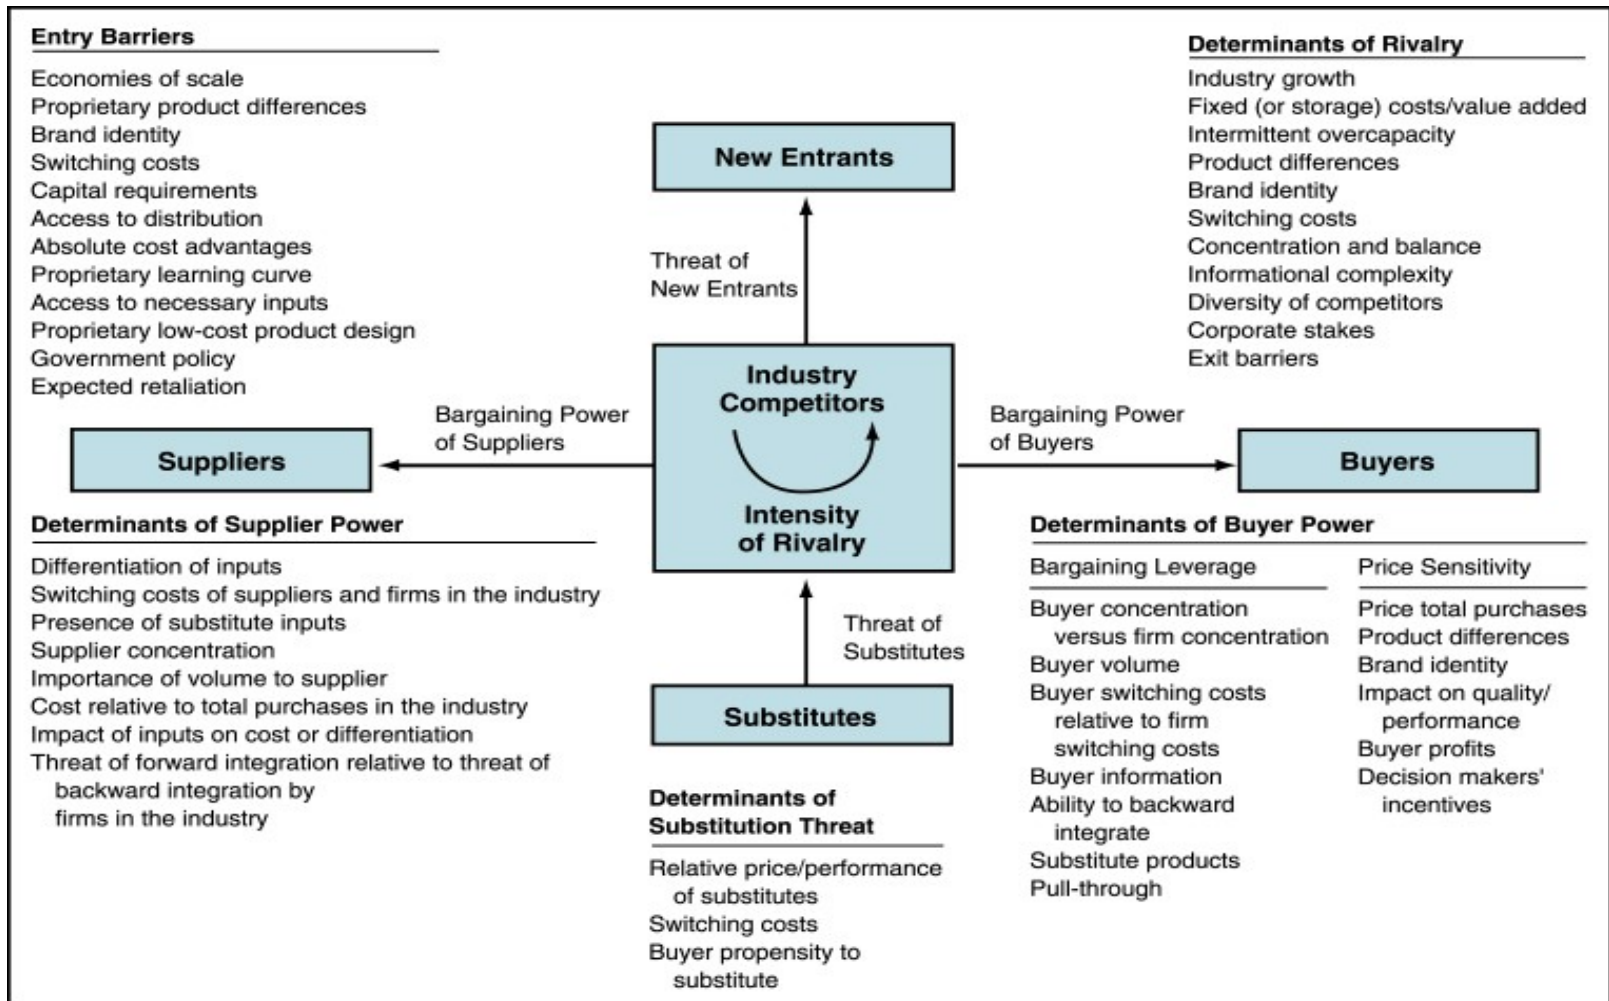 Entry Barriers
Economies of scale
Proprietary product differences
Brand identity
Switching costs
Capital requirements
Access to distribution
Absolute cost advantages
Proprietary learning curve
Access to necessary inputs
Proprietary low-cost product design
Government policy
Expected retaliation
New Entrants
Threat of
New Entrants
Determinants of Rivalry
Industry growth
Fixed (or storage) costs/value added
Intermittent overcapacity
Product differences
Brand identity
Switching costs
Concentration and balance
Informational complexity
Diversity of competitors
Corporate stakes
Exit barriers
Suppliers
Bargaining Power
of Suppliers
Industry
Competitors
Intensity
of Rivalry
Bargaining Power
of Buyers
Buyers
Determinants of Supplier Power
Differentiation of inputs
Switching costs of suppliers and firms in the industry
Presence of substitute inputs
Supplier concentration
Importance of volume to supplier
Cost relative to total purchases in the industry
Impact of inputs on cost or differentiation
Threat of forward integration relative to threat of
backward integration by
firms in the industry
Threat of
Substitutes
Substitutes
Determinants of
Substitution Threat
Relative price/performance
of substitutes
Switching costs
Buyer propensity to
substitute
Determinants of Buyer Power
Bargaining Leverage
Buyer concentration
versus firm concentration
Buyer volume
Buyer switching costs
relative to firm
switching costs
Buyer information
Ability to backward
integrate
Substitute products
Pull-through
Price Sensitivity
Price total purchases
Product differences
Brand identity
Impact on quality/
performance
Buyer profits
Decision makers'
incentives